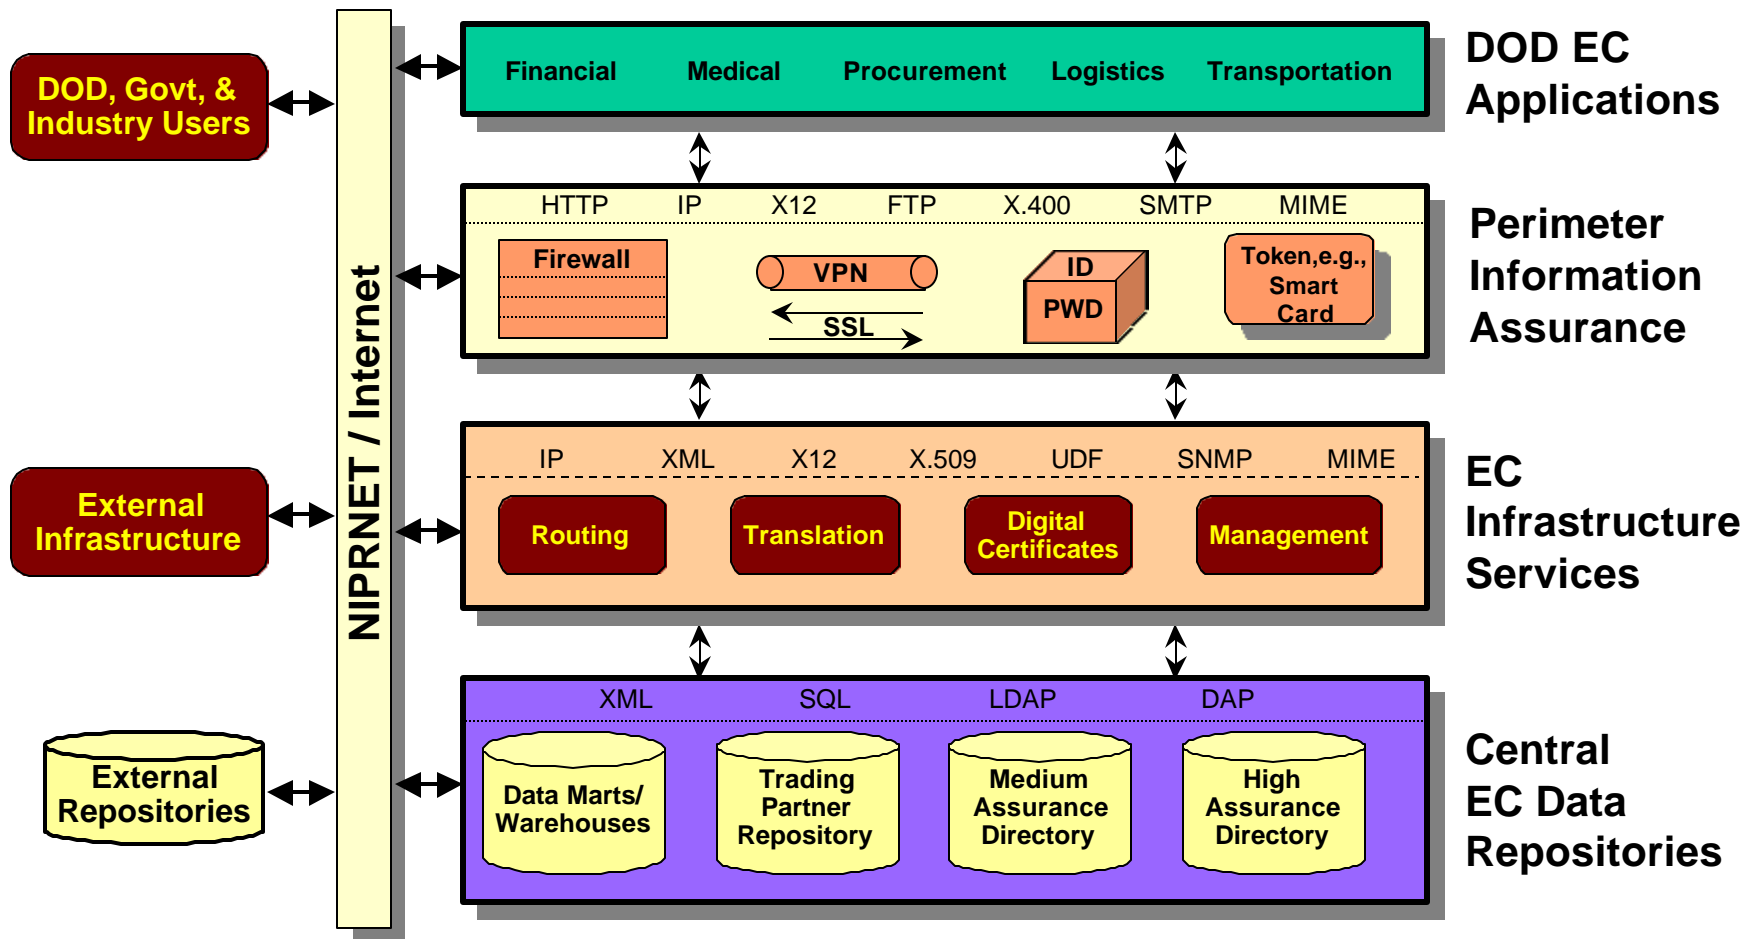 DOD, Govt, &
Industry Users
External
Infrastructure
External
Repositories
NIPRNET / Internet
Financial Medical Procurement Logistics Transportation
DOD EC
Applications
HTTP IP X12 FTP X.400 SMTP MIME
Firewall
VPN
SSL
ID
PWD
Token,e.g.,
Smart
Card
Perimeter
Information
Assurance
IP XML X12 X.509 UDF SNMP MIME
Routing
Translation
Digital
Certificates
Management
EC
Infrastructure
Services
XML SQL LDAP DAP
Data Marts/
Warehouses
Trading
Partner
Repository
Medium
Assurance
Directory
High
Assurance
Directory
Central
EC Data
Repositories